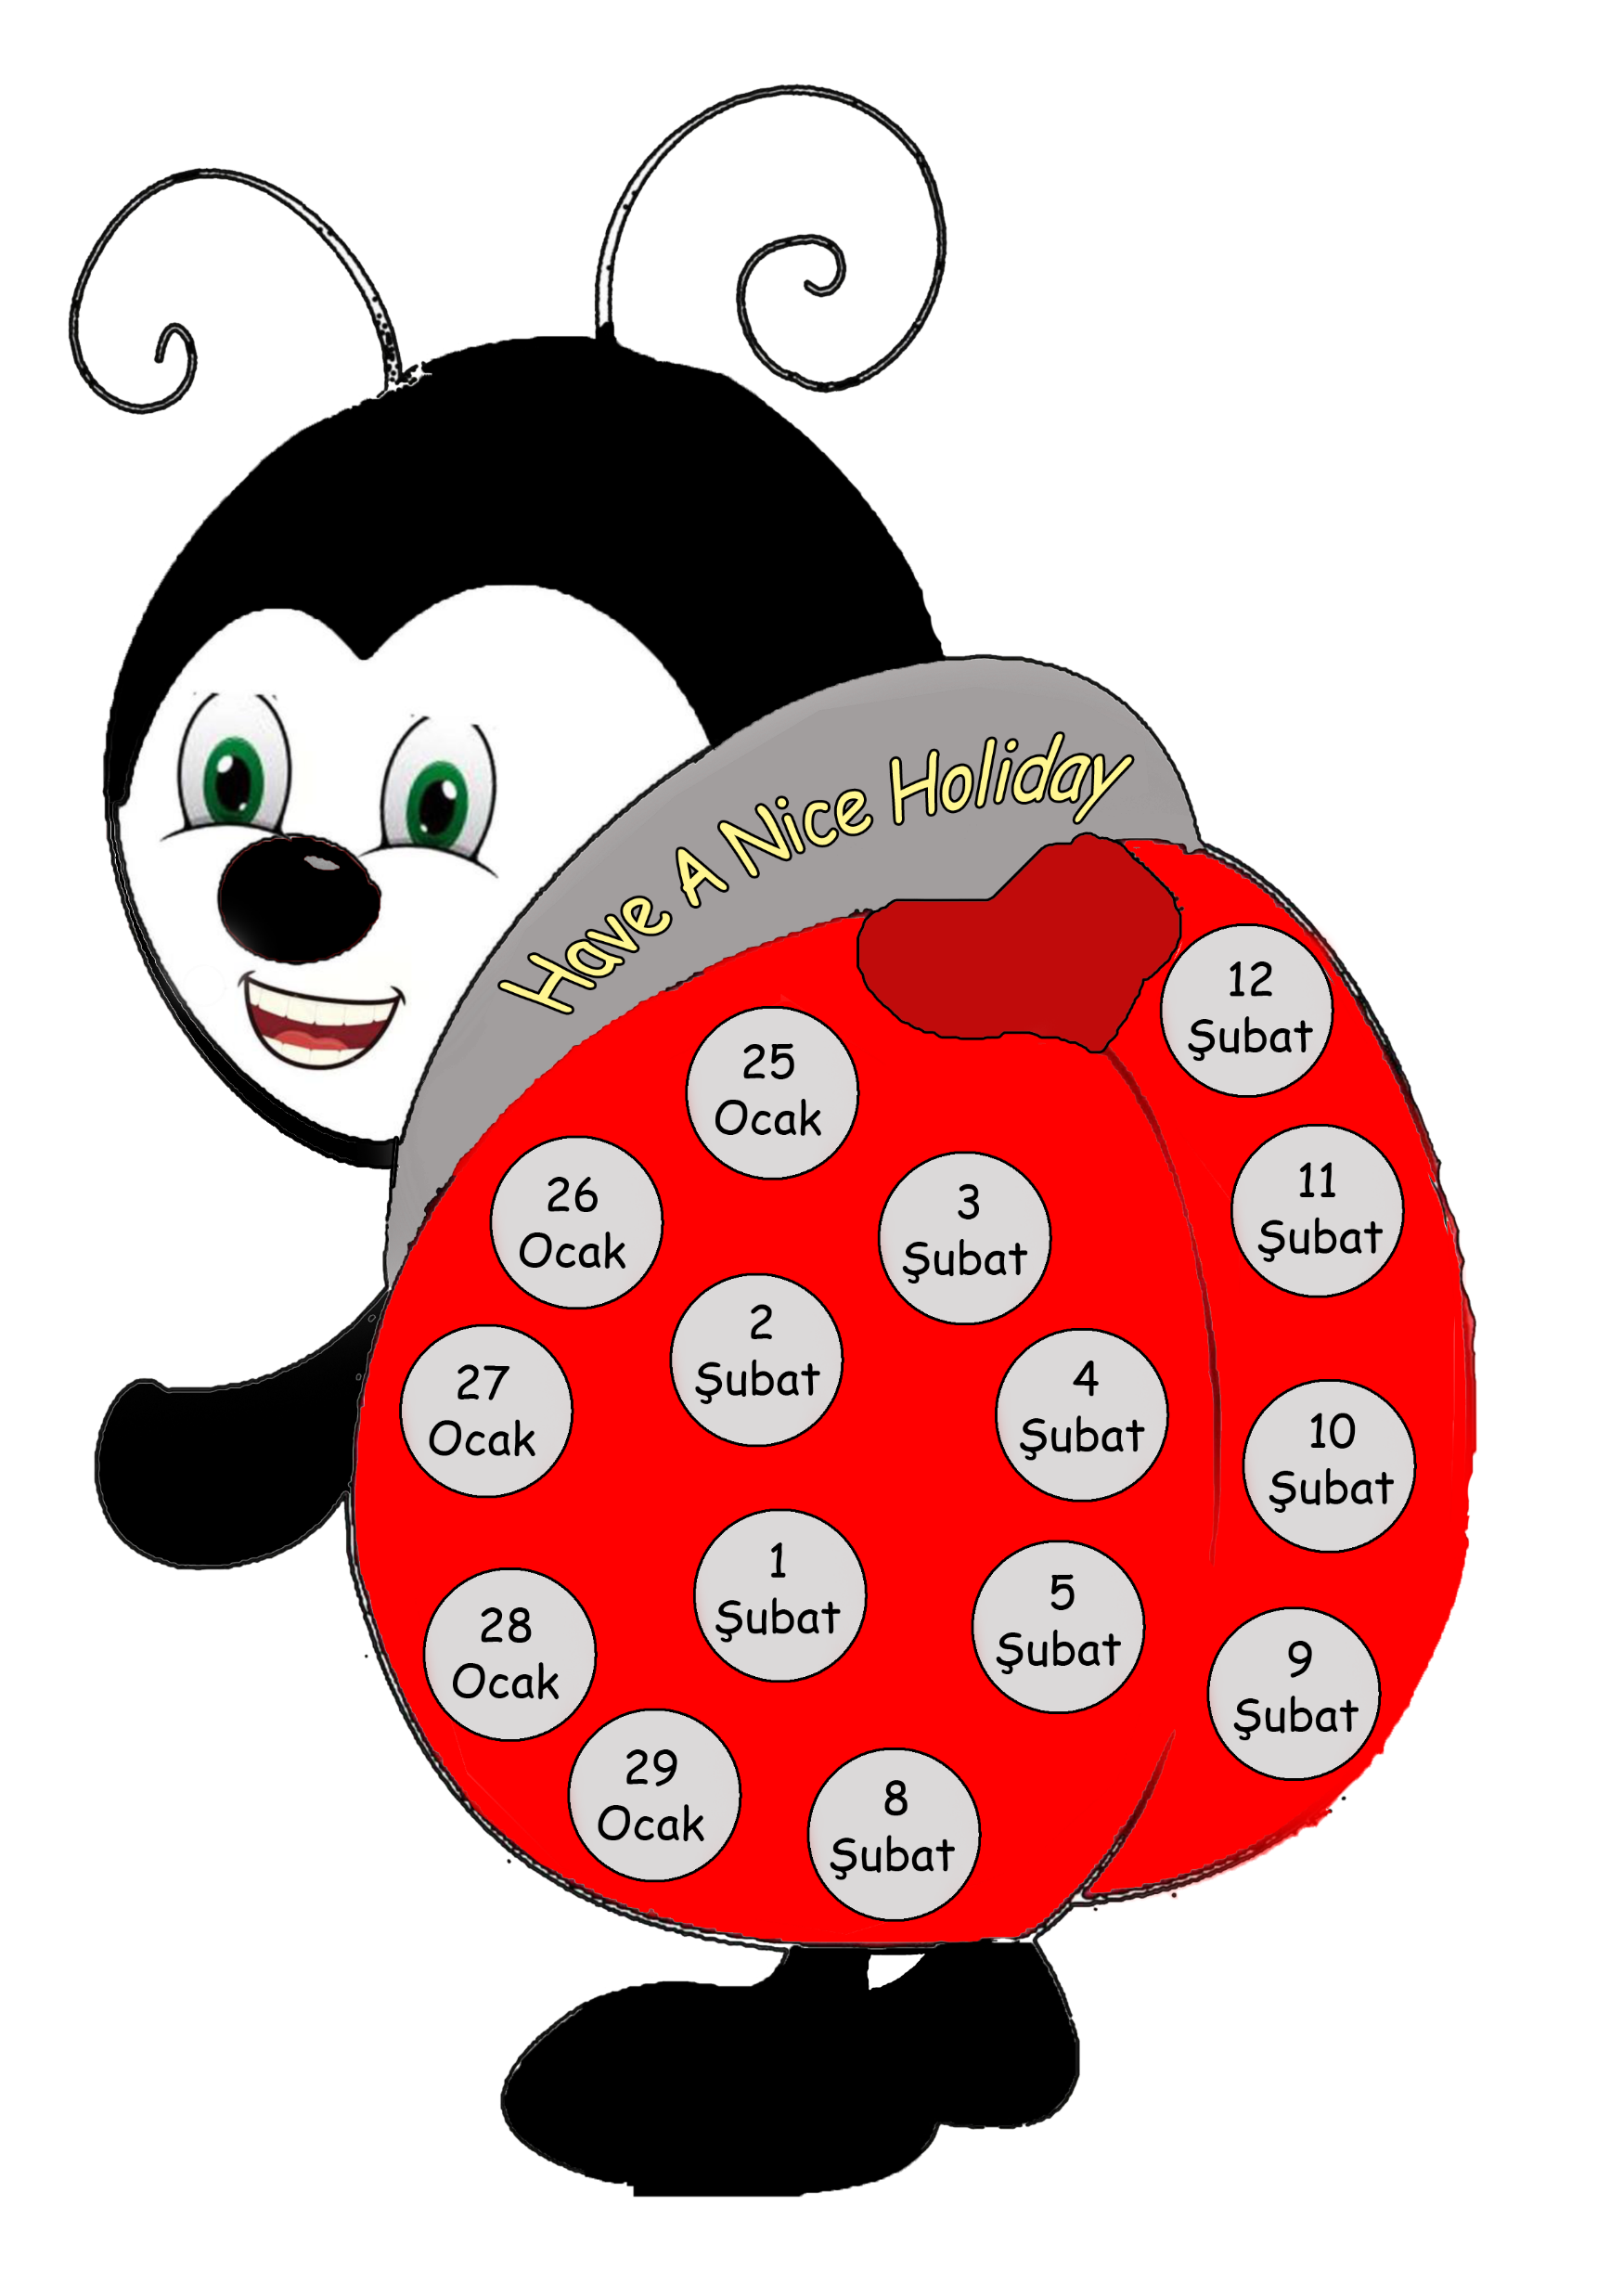 Have A Nice Holiday
25
Ocak
26
Ocak
27
Ocak
28
Ocak
29
Ocak
1
Şubat
2
Şubat
3
Şubat
4
Şubat
5
Şubat
8
Şubat
9
Şubat
10
Şubat
11
Şubat
12
Şubat